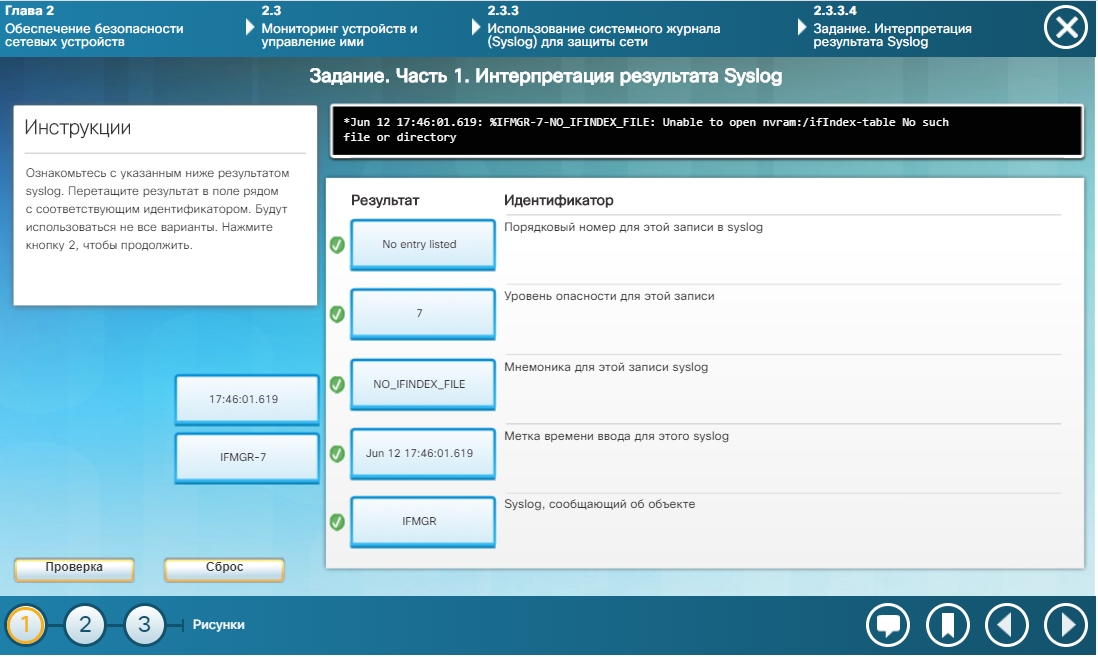 Глава 2
Обеспечение безопасности
сетевых устройств
2.3
Мониторинг устройств и
управление ими
2.3.3
Использование системного журнала
(Syslog) для защиты сети
2.3.3.4
Задание. Интерпретация
результата Syslog
Задание. Часть 1. Интерпретация результата Syslog
Инструкции
Ознакомьтесь с указанным ниже результатом
syslog. Перетащите результат в поле рядом
с соответствующим идентификатором. Будут
использоваться не все варианты. Нажмите
кнопку 2, чтобы продолжить.
*Jun 12 17:46:01.619: %IFMGR-7-NO_IFINDEX_FILE: Unable to open nvram:/ifIndex-table No such
file or directory
Результат
Идентификатор
No entry listed
Порядковый номер для этой записи в syslog
7
Уровень опасности для этой записи
NO_IFINDEX_FILE
Мнемоника для этой записи syslog
Jun 12 17:46:01.619
Метка времени ввода для этого syslog
IFMGR
Syslog, сообщающий об объекте
17:46:01.619
IFMGR-7
Проверка
Сброс
1
2
3
Рисунки